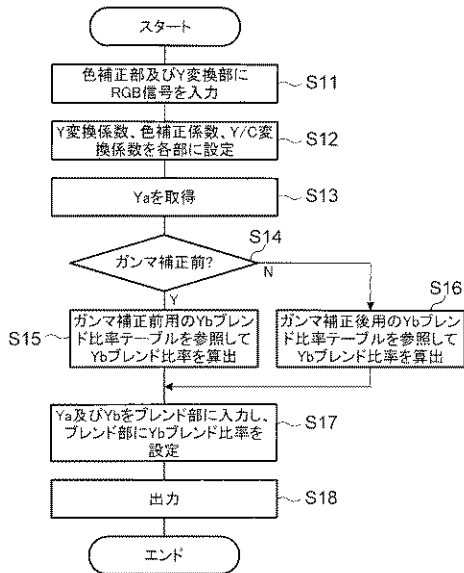 スタート
色補正部及びY変換部に
RGB信号を入力
S11
Y変換係数、色補正係数、Y/C変
換係数を各部に設定
S12
Yaを取得
S13
ガンマ補正前?
S14
N
Y
S15
ガンマ補正前用のYbブレン
ド比率テーブルを参照して
Ybブレンド比率を算出
S16
ガンマ補正後用のYbブレン
ド比率テーブルを参照して
Ybブレンド比率を算出
Ya及びYbをブレンド部に入力し、
ブレンド部にYbブレンド比率を
設定
S17
出力
S18
エンド